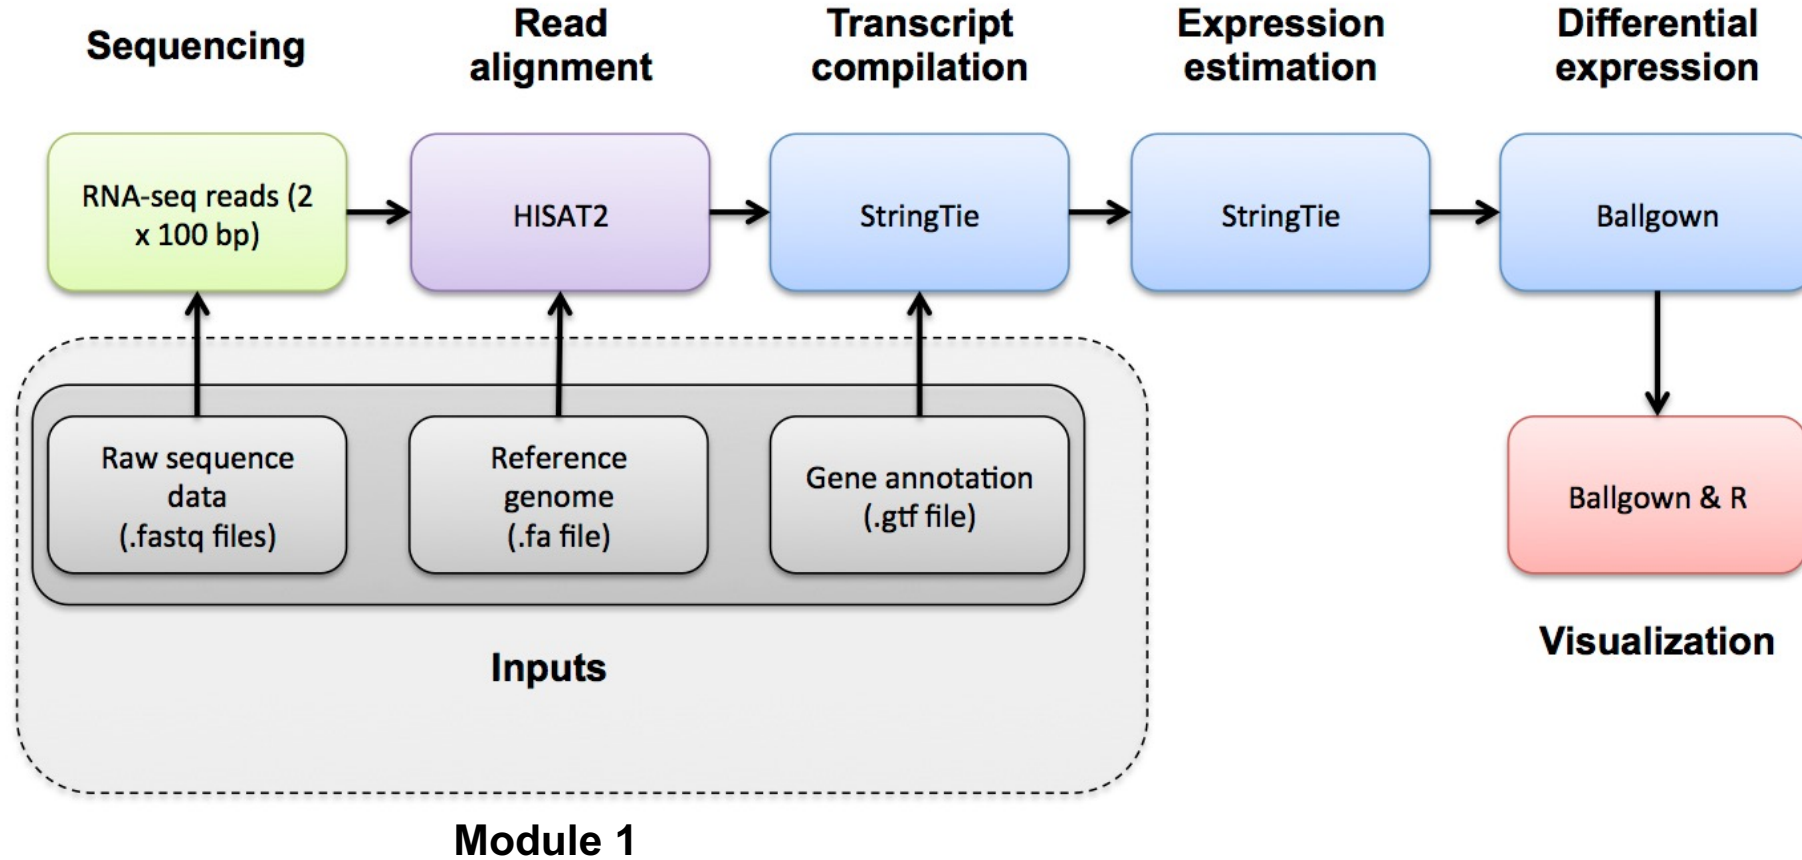 Sequencing
Read
alignment
Transcript
compilation
Expression
estimation
Differential
expression
RNA-seq reads (2
x 100 bp)
HISAT2
StringTie
StringTie
Ballgown
Raw sequence
data
(.fastq files)
Reference
genome
(.fa file)
Gene annotation
(.gtf file)
Ballgown & R
Inputs
Visualization
Module 1